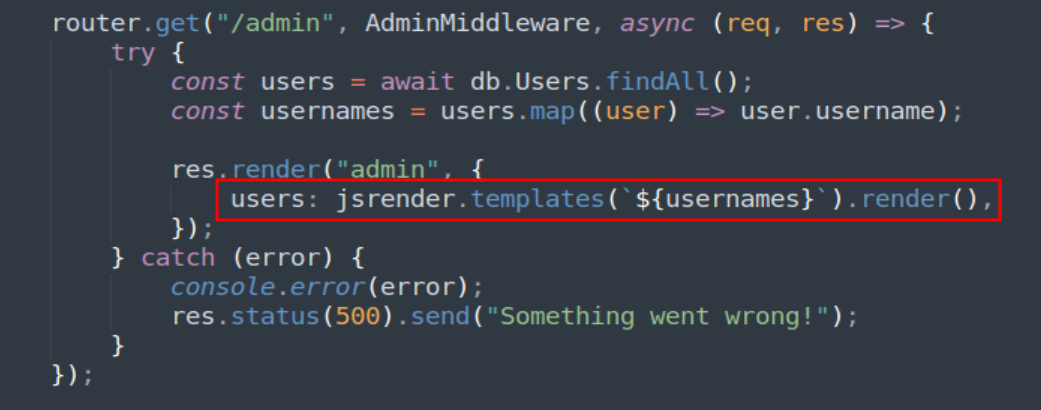 router.get("/admin", AdminMiddleware, async (req, res) => {
    try {
        const users = await db.Users.findAll();
        const usernames = users.map((user) => user.username);

        res.render("admin", {
            users: jsrender.templates(`${usernames}`).render(),
        });
    } catch (error) {
        console.error(error);
        res.status(500).send("Something went wrong!");
    }
});